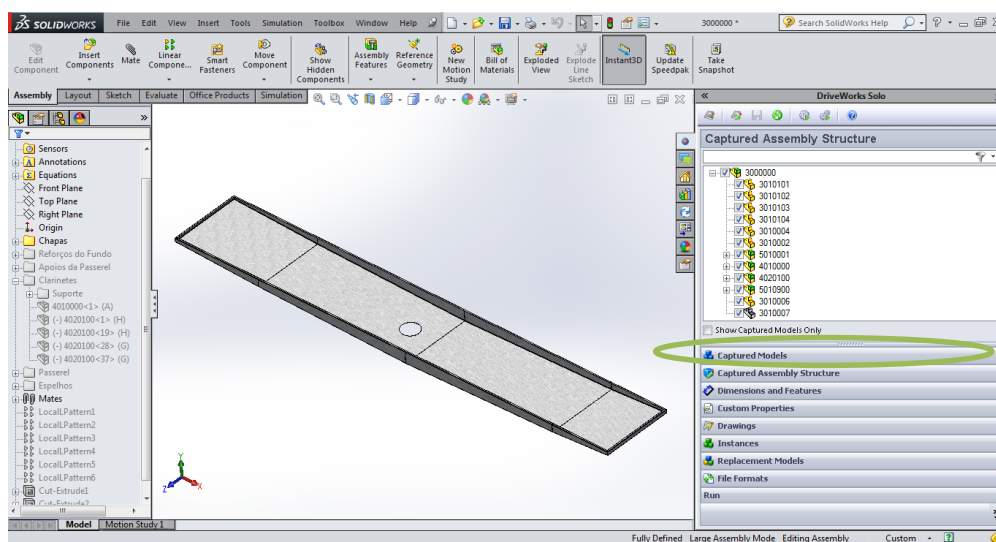 SOLIDWORKS File Edit View Insert Tools Simulation Toolbox Window Help 3000000 * Search SolidWorks Help
Edit Component
Insert Components
Mate
Linear Compone...
Smart Fasteners
Move Component
Show Hidden Components
Assembly Features
Reference Geometry
New Motion Study
Bill of Materials
Exploded View
Explode Line Sketch
Instant3D
Update Speedpak
Take Snapshot
Assembly Layout Sketch Evaluate Office Products Simulation
Sensors
Annotations
Equations
Front Plane
Top Plane
Right Plane
Origin
Chapas
Reforços do Fundo
Apoios da Passerel
Clarinetes
Suporte
4010000<1> (A)
(-) 4020100<1> (H)
(-) 4020100<19> (H)
(-) 4020100<28> (G)
(-) 4020100<37> (G)
Passerel
Espelhos
Mates
LocalLPattern1
LocalLPattern2
LocalLPattern3
LocalLPattern4
LocalLPattern5
LocalLPattern6
Cut-Extrude1
Cut-Extrude2
Y
Z X
DriveWorks Solo
Captured Assembly Structure
3000000
3010101
3010102
3010103
3010104
3010004
3010002
5010001
4010000
4020100
5010900
3010006
3010007
Show Captured Models Only
Captured Models
Captured Assembly Structure
Dimensions and Features
Custom Properties
Drawings
Instances
Replacement Models
File Formats
Run
Model Motion Study 1
Fully Defined Large Assembly Mode Editing Assembly Custom